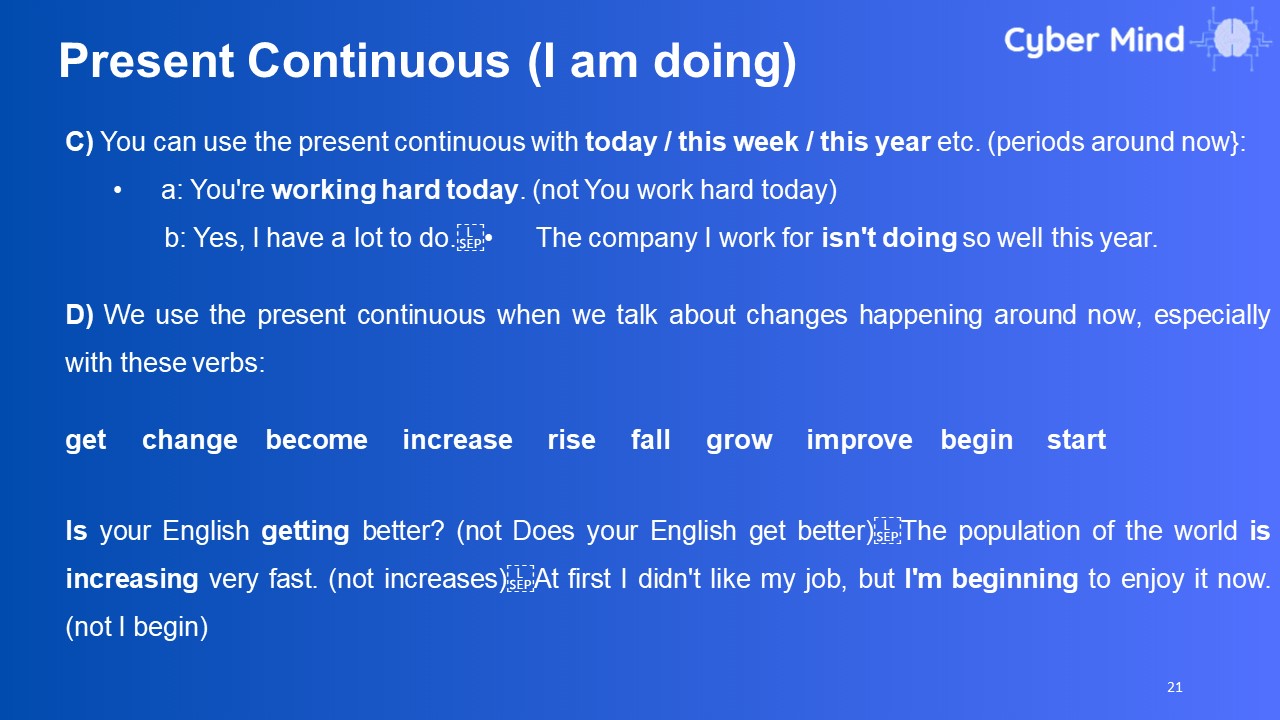 Present Continuous (I am doing)
Cyber Mind
C) You can use the present continuous with today / this week / this year etc. (periods around now}:
• a: You're working hard today. (not You work hard today)
b: Yes, I have a lot to do.L SEP• The company I work for isn't doing so well this year.
D) We use the present continuous when we talk about changes happening around now, especially
with these verbs:
get change become increase rise fall grow improve begin start
Is your English getting better? (not Does your English get better)L SEPThe population of the world is
increasing very fast. (not increases)L SEPAt first I didn't like my job, but I'm beginning to enjoy it now.
(not I begin)
21